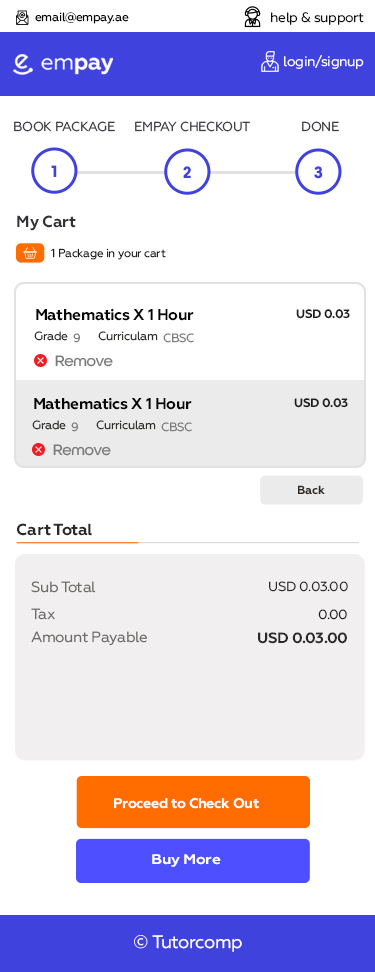 email@empay.ae help & support
empay login/signup
BOOK PACKAGE EMPAY CHECKOUT DONE
1 2 3
My Cart
1 Package in your cart
Mathematics X 1 Hour USD 0.03
Grade 9 Curriculam CBSC
Remove
Mathematics X 1 Hour USD 0.03
Grade 9 Curriculam CBSC
Remove
Back
Cart Total
Sub Total USD 0.03.00
Tax 0.00
Amount Payable USD 0.03.00
Proceed to Check Out
Buy More
© Tutorcomp